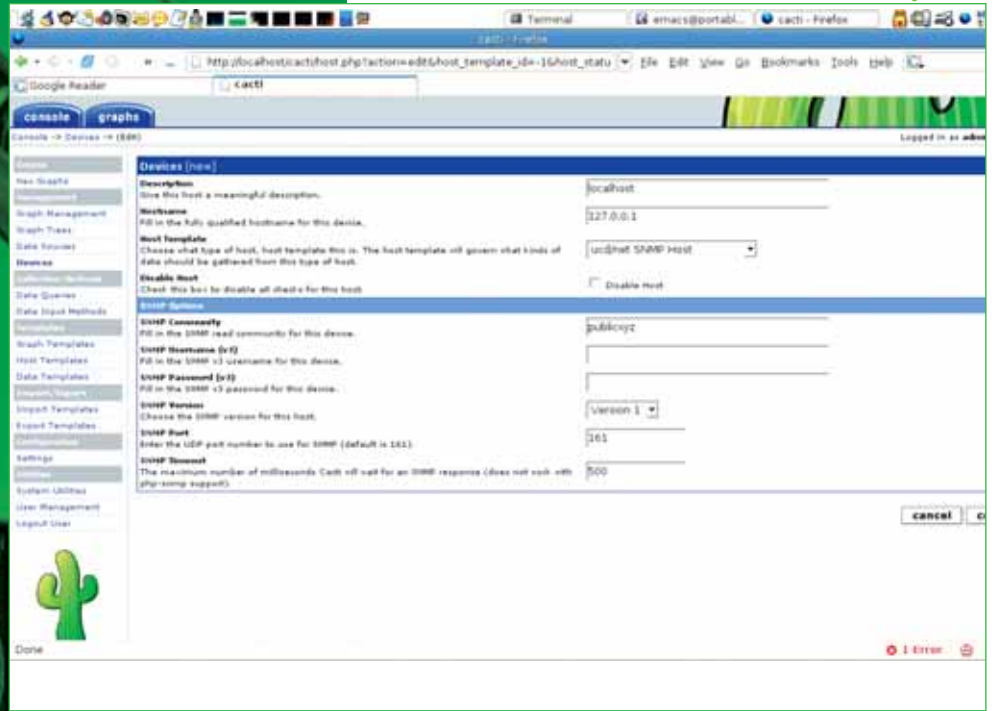 Terminal
emacs@portabl...
cacti - Firefox
cacti - Firefox
http://localhost/cacti/host.php?action=edit&host_template_id=-1&host_statu
File Edit View Go Bookmarks Tools Help
Google Reader
cacti
console
graphs
Console -> Devices -> (Edit)
Logged in as
Devices [new]
Description
Give this host a meaningful description.
localhost
Hostname
Fill in the fully qualified hostname for this device.
127.0.0.1
Host Template
Choose what type of host, host template this is. The host template will govern what kinds of
data should be gathered from this type of host.
ucd/net SNMP Host
Disable Host
Check this box to disable all checks for this host.
Disable Host
SNMP Options
SNMP Community
Fill in the SNMP read community for this device.
publicxyz
SNMP Username (v3)
Fill in the SNMP v3 username for this device.
SNMP Password (v3)
Fill in the SNMP v3 password for this device.
SNMP Version
Choose the SNMP version for this host.
Version 1
SNMP Port
Enter the UDP port number to use for SNMP (default is 161).
161
SNMP Timeout
The maximum number of milliseconds Cacti will wait for an SNMP response (does not work with
php-snmp support).
500
Create
New Graphs
Management
Graph Management
Graph Trees
Data Sources
Devices
Collection Methods
Data Queries
Data Input Methods
Templates
Graph Templates
Host Templates
Data Templates
Import/Export
Import Templates
Export Templates
Configuration
Settings
Utilities
System Utilities
User Management
Logout User
cancel
Done
1 Error